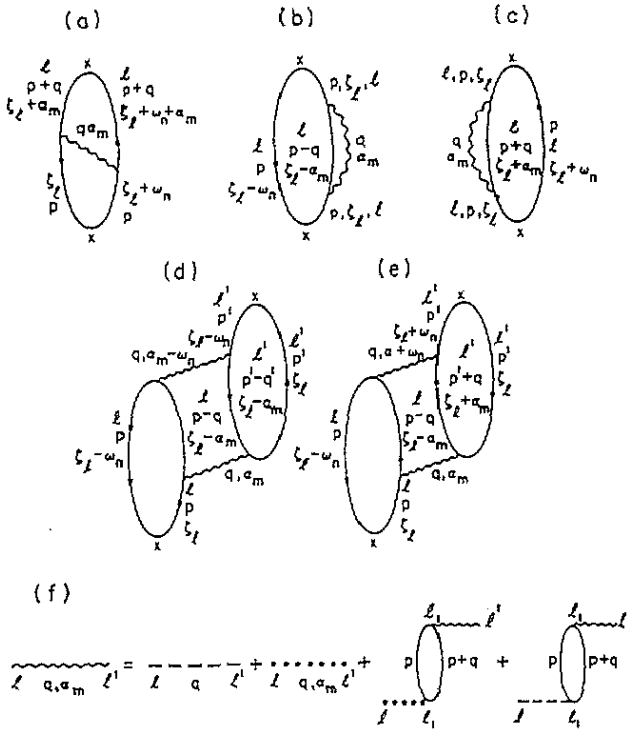 (a) (b) (c)
x x x
ℓ ℓ
p+q p+q
ζℓ+αm ζℓ+ωn+αm
qαm
ζℓ ζℓ+ωn
p p
x
p,ζℓ,ℓ
ℓ
p-q
ζℓ-αm
ℓ
p
ζℓ-ωn
q
αm
p,ζℓ,ℓ
x
ℓ,p,ζℓ
q
αm
ℓ
p+q
ζℓ+αm
p
ℓ
ζℓ+ωn
ℓ,p,ζℓ
x
(d) (e)
ℓ' x
p'
ζℓ-ωn
q,αm-ωn
ℓ'
p'-q'
ζℓ-αm
ℓ'
p'
ζℓ
ℓ
p
ζℓ-ωn
ℓ
p-q
ζℓ-αm
q,αm
ℓ
p
ζℓ
x
ℓ' x
p'
ζℓ+ωn
q,α+ωn
ℓ'
p'+q
ζℓ+αm
ℓ'
p'
ζℓ
ℓ
p
ζℓ-ωn
ℓ
p-q
ζℓ-αm
q,αm
ℓ
p
ζℓ
x
(f)
ℓ q,αm ℓ' = ℓ q ℓ' + ℓ q,αm ℓ' +
ℓ1 ℓ'
p p+q
ℓ ℓ1
+
ℓ1 ℓ
p p+q
ℓ ℓ1